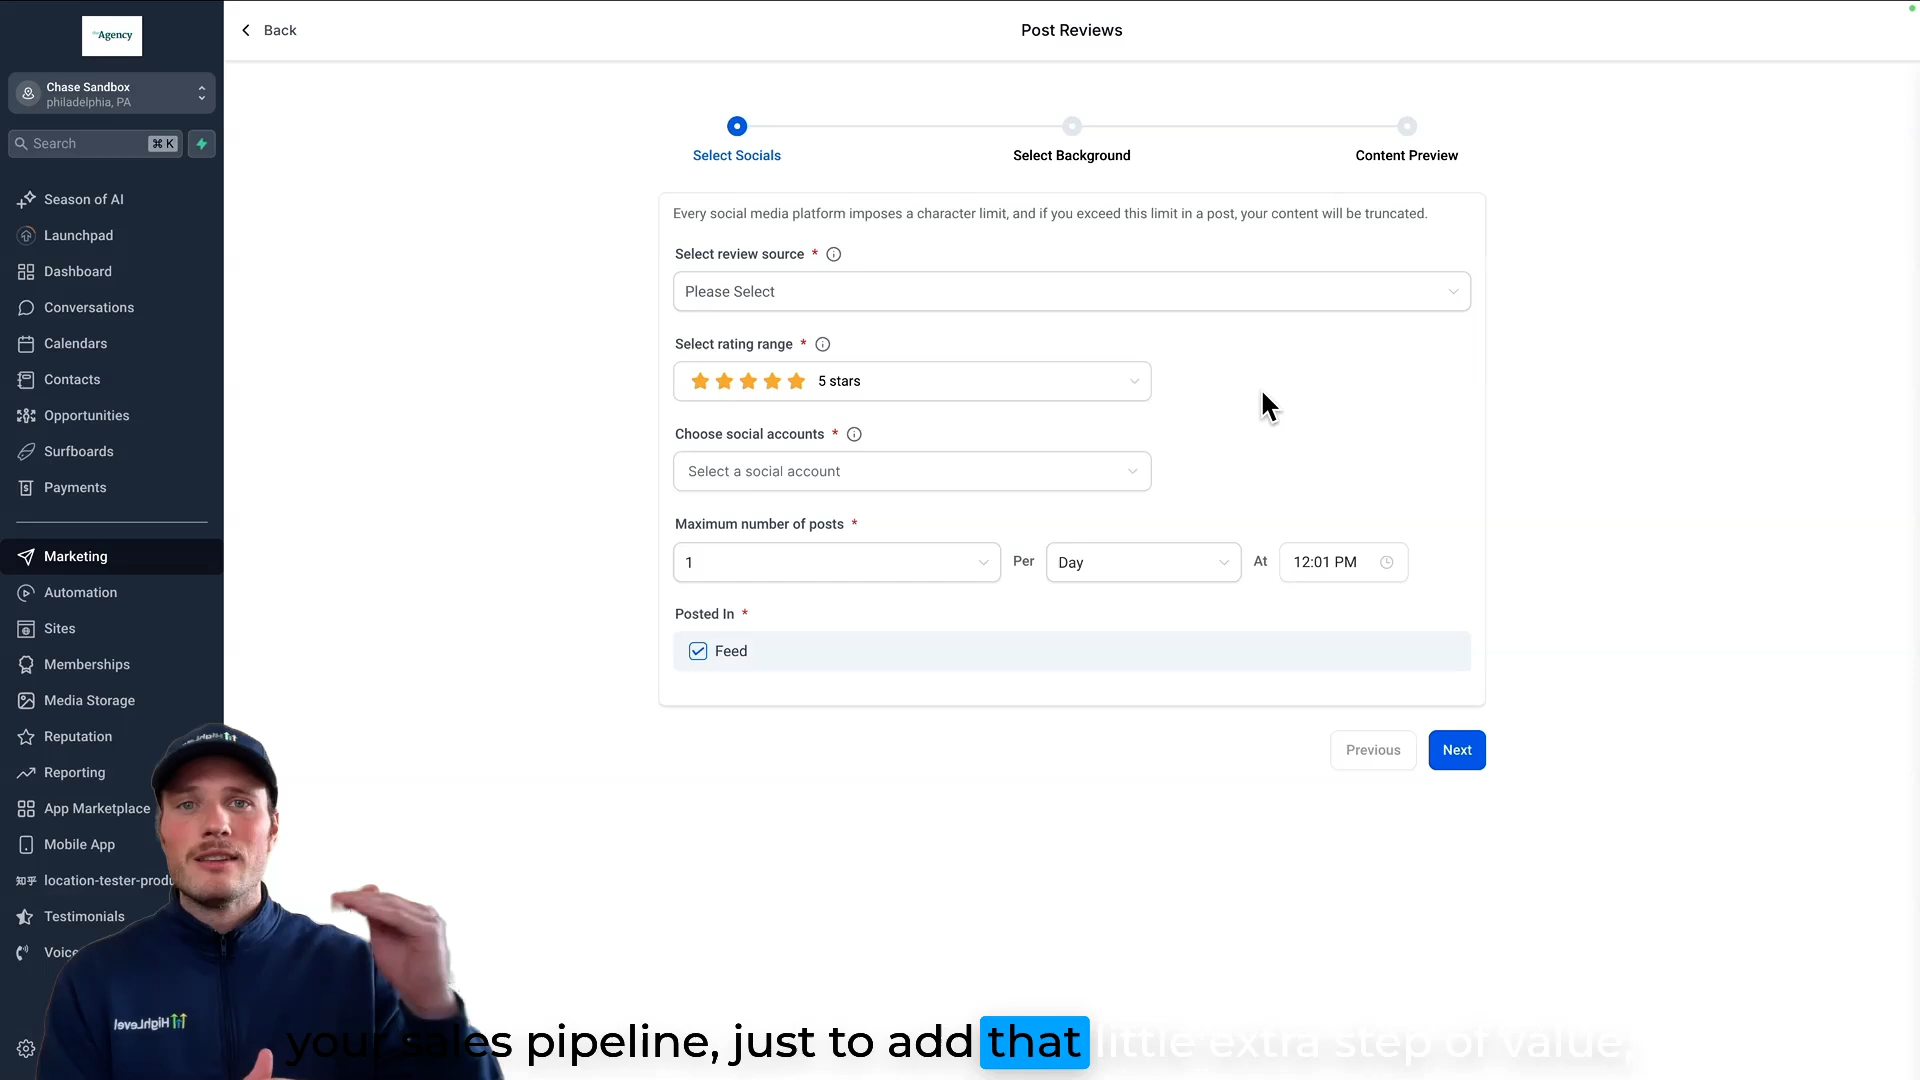 theAgency
Chase Sandbox
philadelphia, PA
Search
⌘ K
Season of AI
Launchpad
Dashboard
Conversations
Calendars
Contacts
Opportunities
Surfboards
Payments
Marketing
Automation
Sites
Memberships
Media Storage
Reputation
Reporting
App Marketplace
Mobile App
知乎 location-tester-produ
Testimonials
Voice
Back
Post Reviews
Select Socials
Select Background
Content Preview
Every social media platform imposes a character limit, and if you exceed this limit in a post, your content will be truncated.
Select review source *
Please Select
Select rating range *
5 stars
Choose social accounts *
Select a social account
Maximum number of posts *
1 Per Day At 12:01 PM
Posted In *
Feed
Previous
Next
HighLevel
your sales pipeline, just to add that little extra step of value,